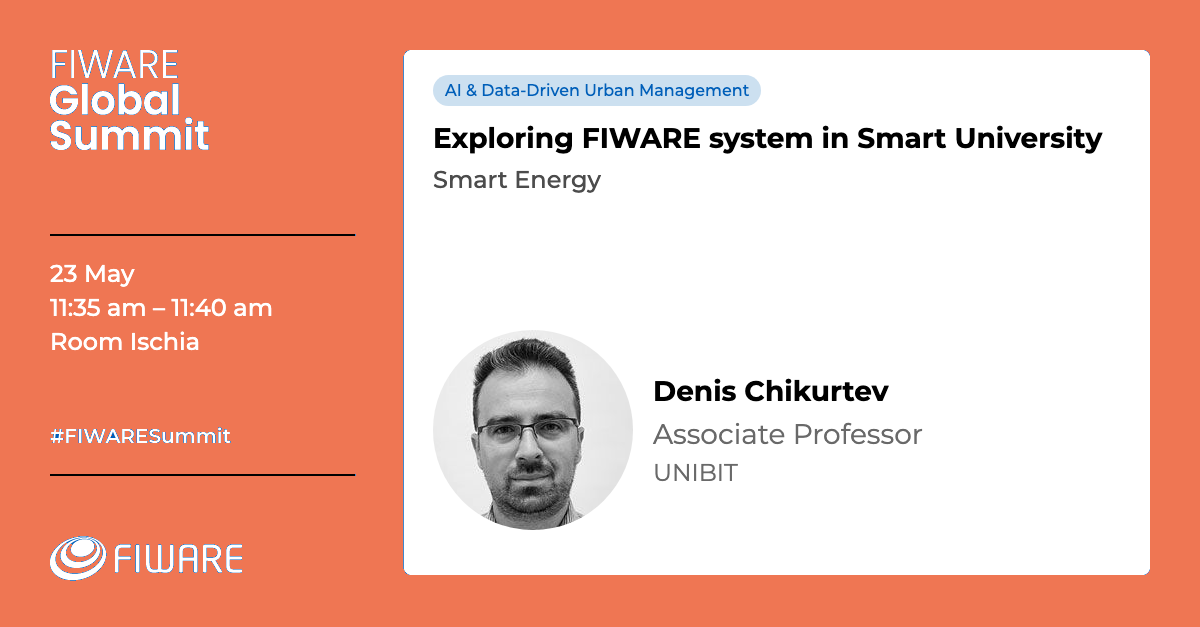 FIWARE
Global
Summit
23 May
11:35 am – 11:40 am
Room Ischia
#FIWARESummit
FIWARE
AI & Data-Driven Urban Management
Exploring FIWARE system in Smart University
Smart Energy
Denis Chikurtev
Associate Professor
UNIBIT